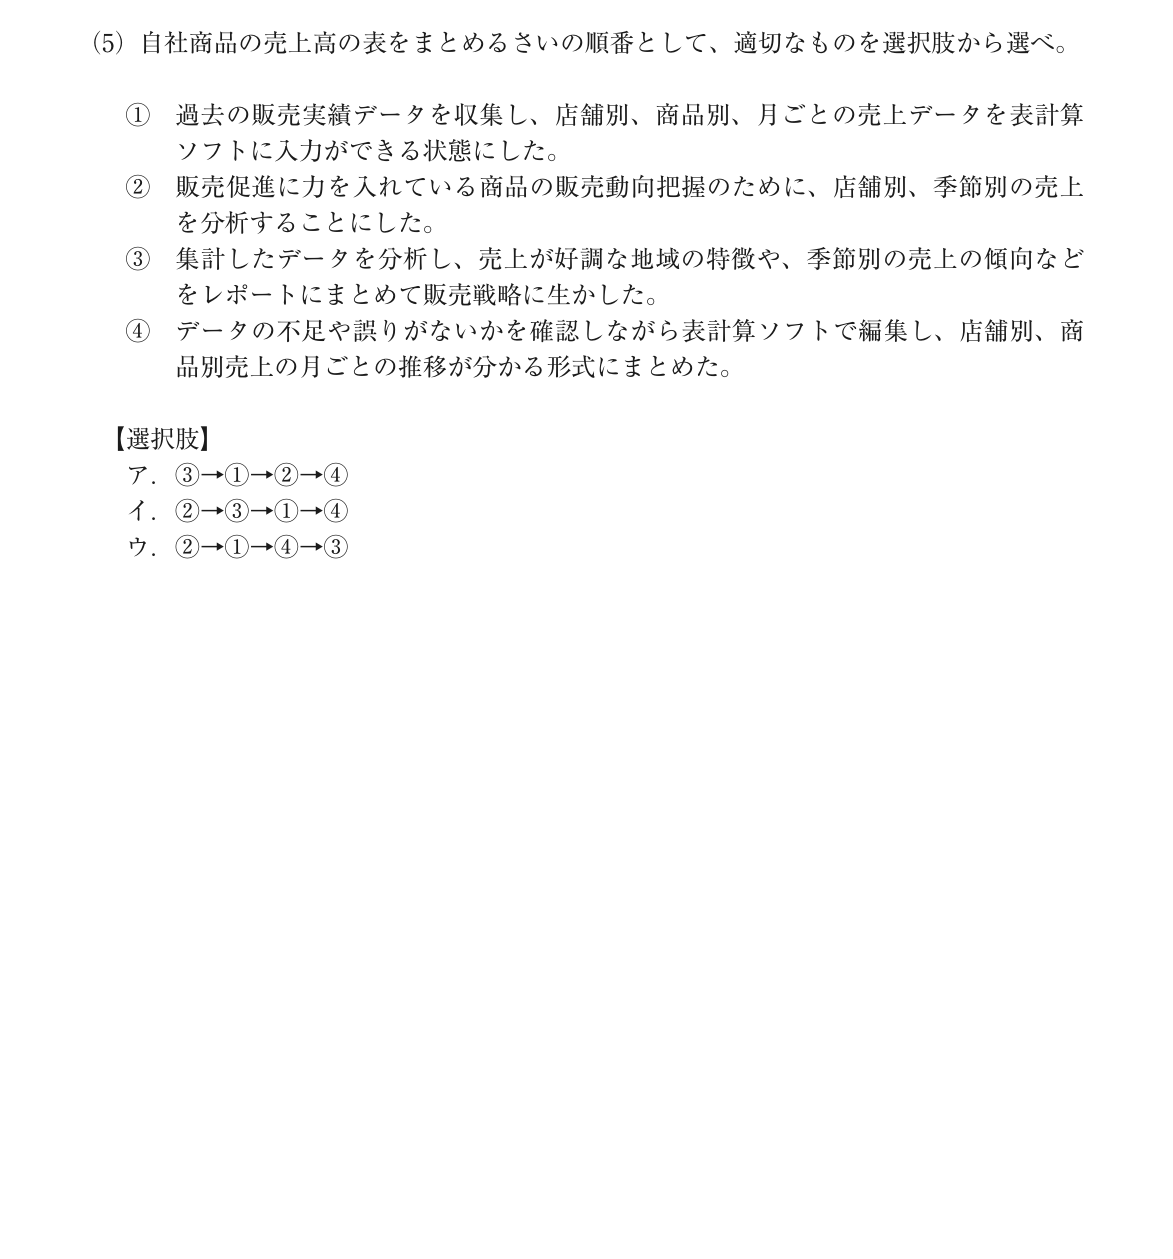 (5) 自社商品の売上高の表をまとめるさいの順番として、適切なものを選択肢から選べ。
① 過去の販売実績データを収集し、店舗別、商品別、月ごとの売上データを表計算
ソフトに入力ができる状態にした。
② 販売促進に力を入れている商品の販売動向把握のために、店舗別、季節別の売上
を分析することにした。
③ 集計したデータを分析し、売上が好調な地域の特徴や、季節別の売上の傾向など
をレポートにまとめて販売戦略に生かした。
④ データの不足や誤りがないかを確認しながら表計算ソフトで編集し、店舗別、商
品別売上の月ごとの推移が分かる形式にまとめた。
【選択肢】
ア. ③→①→②→④
イ. ②→③→①→④
ウ. ②→①→④→③